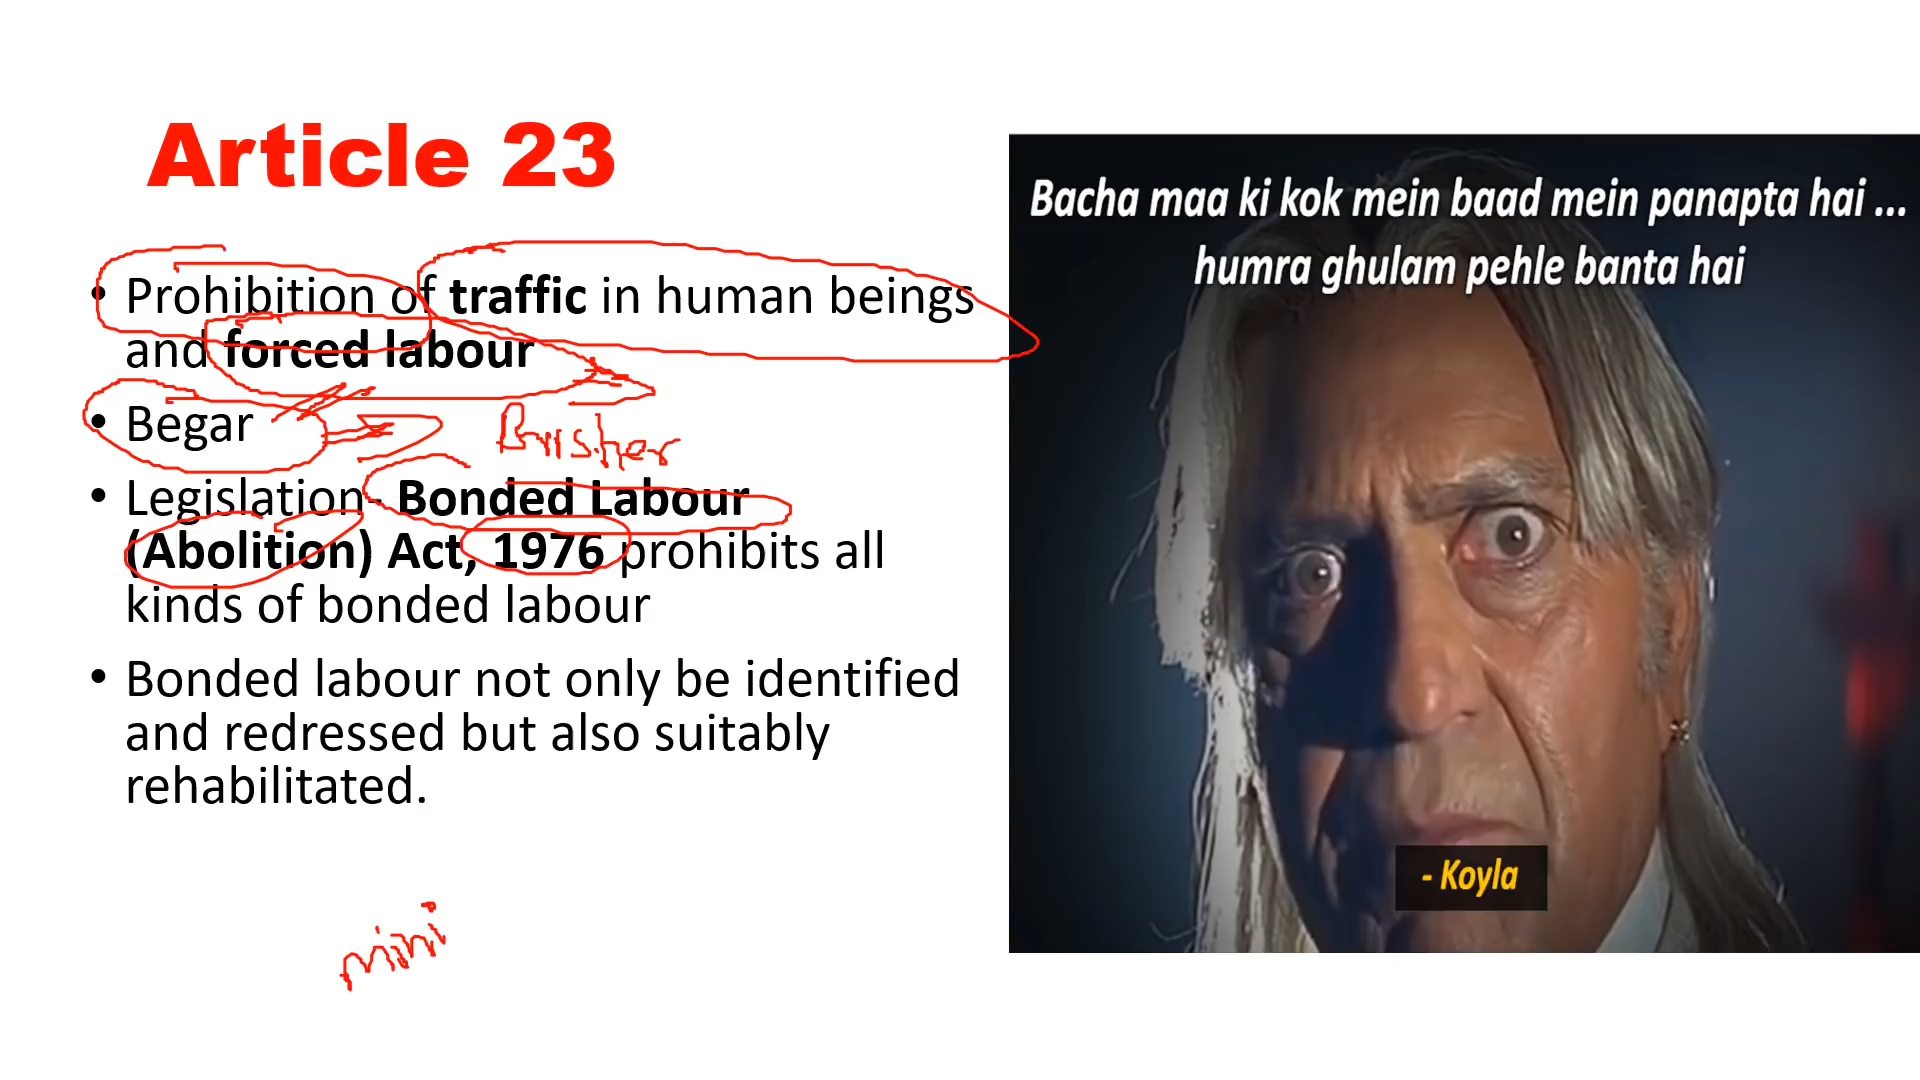 Article 23
• Prohibition of traffic in human beings
and forced labour
• Begar
• Legislation- Bonded Labour
(Abolition) Act, 1976 prohibits all
kinds of bonded labour
• Bonded labour not only be identified
and redressed but also suitably
rehabilitated.
mini
Bacha maa ki kok mein baad mein panapta hai ...
humra ghulam pehle banta hai
- Koyla